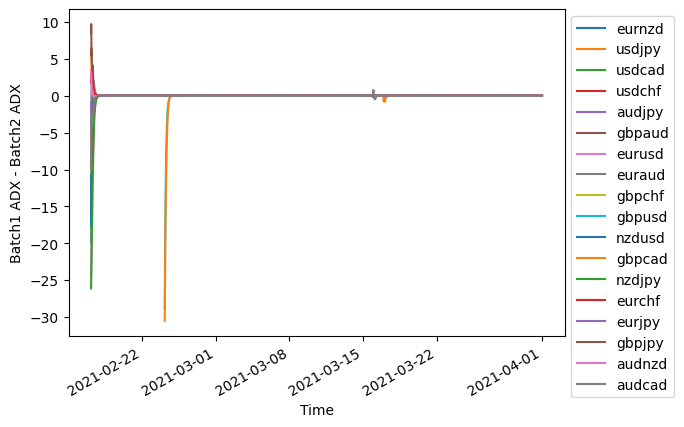 Batch1 ADX - Batch2 ADX
10
5
0
−5
−10
−15
−20
−25
−30
2021-02-22
2021-03-01
2021-03-08
2021-03-15
2021-03-22
2021-04-01
Time
eurnzd
usdjpy
usdcad
usdchf
audjpy
gbpaud
eurusd
euraud
gbpchf
gbpusd
nzdusd
gbpcad
nzdjpy
eurchf
eurjpy
gbpjpy
audnzd
audcad